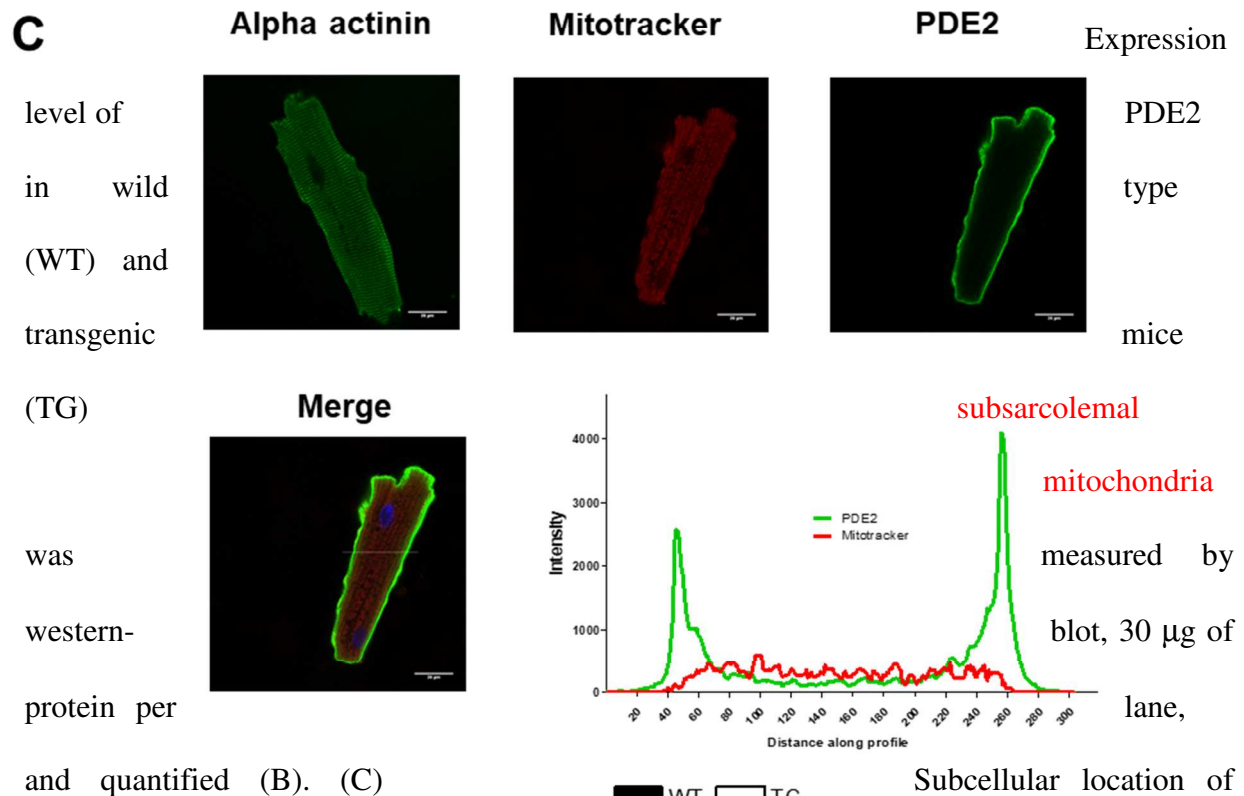 C Alpha actinin Mitotracker PDE2 Expression
level of PDE2
in wild type
(WT) and
transgenic mice
(TG) Merge subsarcolemal
mitochondria
was measured by
western- blot, 30 μg of
protein per lane,
and quantified (B). (C) Subcellular location of
4000
3000
2000
1000
0
Intensity
PDE2
Mitotracker
20 40 60 80 100 120 140 160 180 200 220 240 260 280 300
Distance along profile
WT TG